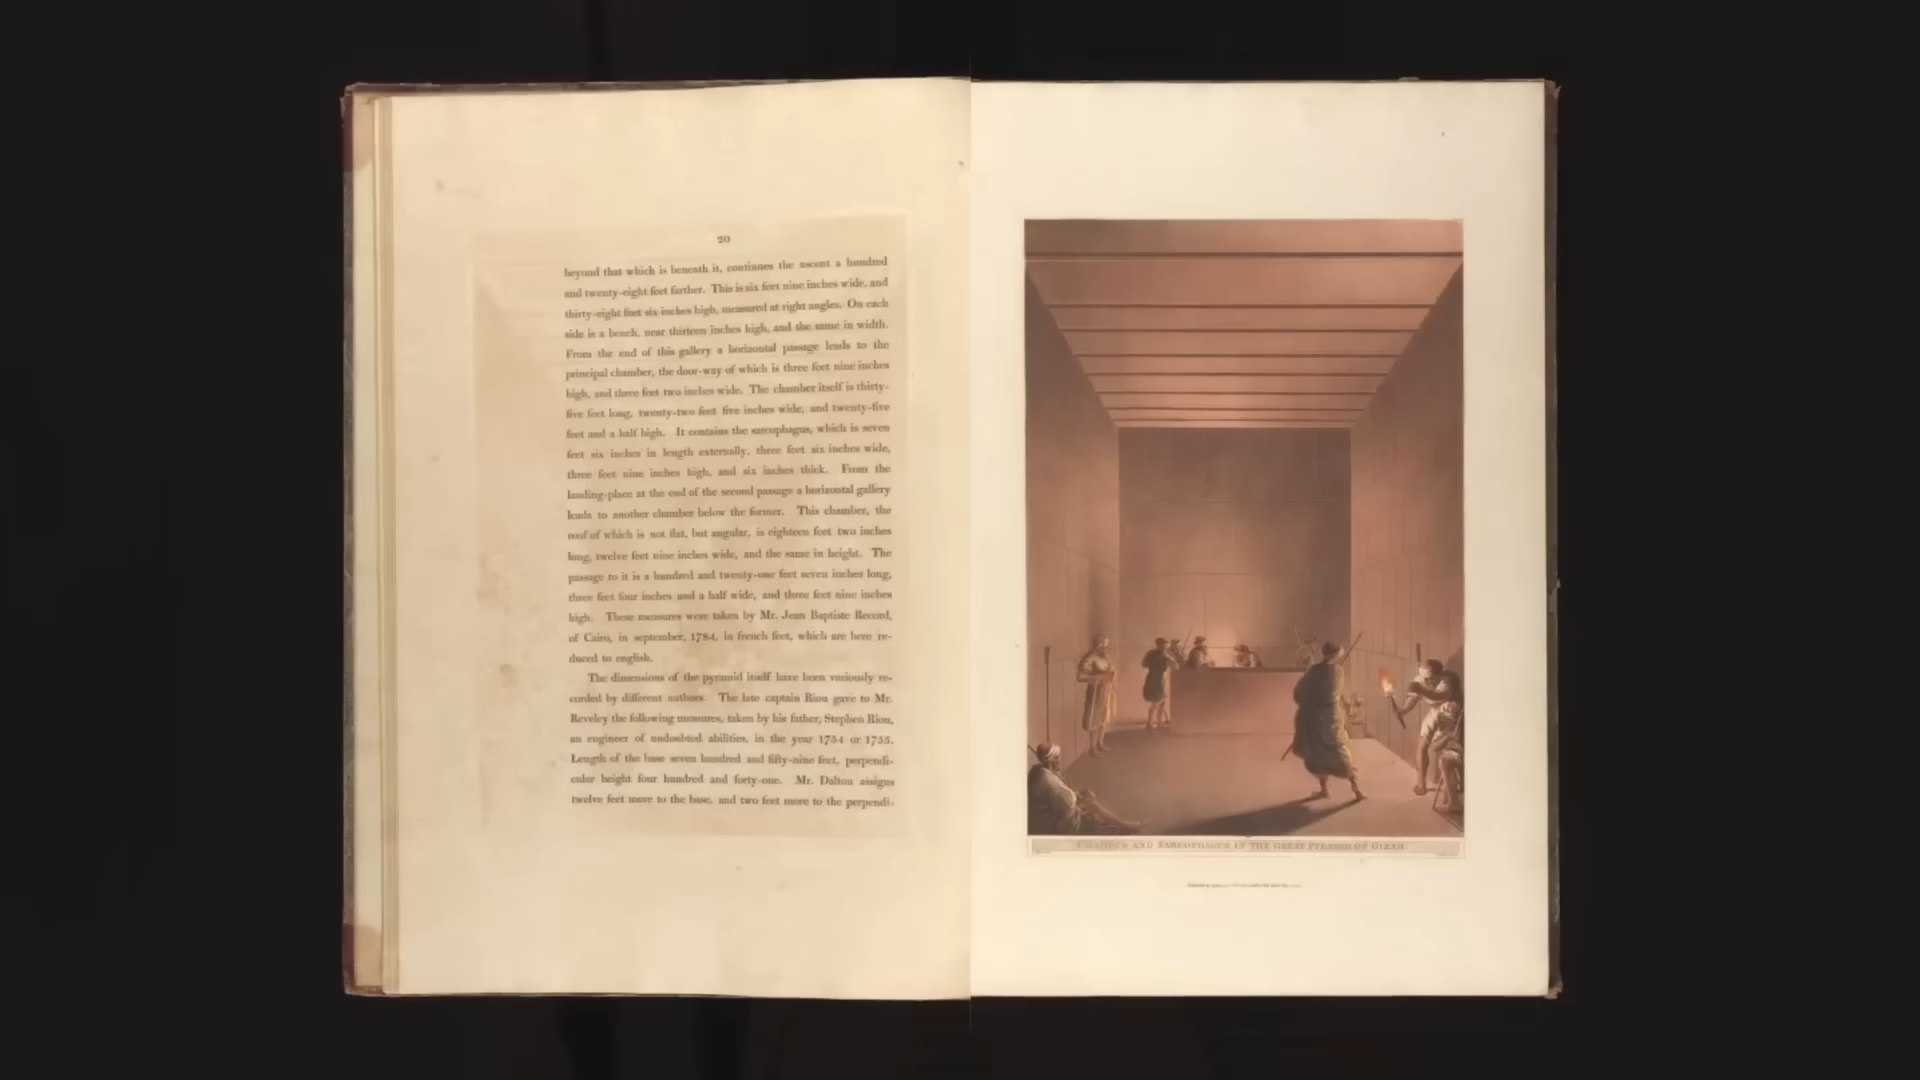 20
beyond that which is beneath it, continues the ascent a hundred
and twenty-eight feet farther. This is six feet nine inches wide, and
thirty-eight feet six inches high, measured at right angles. On each
side is a bench, near thirteen inches high, and the same in width.
From the end of this gallery a horizontal passage leads to the
principal chamber, the door-way of which is three feet nine inches
high, and three feet two inches wide. The chamber itself is thirty-
five feet long, twenty-two feet five inches wide, and twenty-five
feet and a half high. It contains the sarcophagus, which is seven
feet six inches in length externally, three feet six inches wide,
three feet nine inches high, and six inches thick. From the
landing-place at the end of the second passage a horizontal gallery
leads to another chamber below the former. This chamber, the
roof of which is not flat, but angular, is eighteen feet two inches
long, twelve feet nine inches wide, and the same in height. The
passage to it is a hundred and twenty-one feet seven inches long,
three feet four inches and a half wide, and three feet nine inches
high. These measures were taken by Mr. Jean Baptiste Record,
of Cairo, in september, 1784, in french feet, which are here re-
duced to english.
The dimensions of the pyramid itself have been variously re-
corded by different authors. The late captain Riou gave to Mr.
Reveley the following measures, taken by his father, Stephen Riou,
an engineer of undoubted abilities, in the year 1754 or 1755.
Length of the base seven hundred and fifty-nine feet, perpendi-
cular height four hundred and forty-one. Mr. Dalton assigns
twelve feet more to the base, and two feet more to the perpendi-
CHAMBER AND SARCOPHAGUS IN THE GREAT PYRAMID OF GIZAH